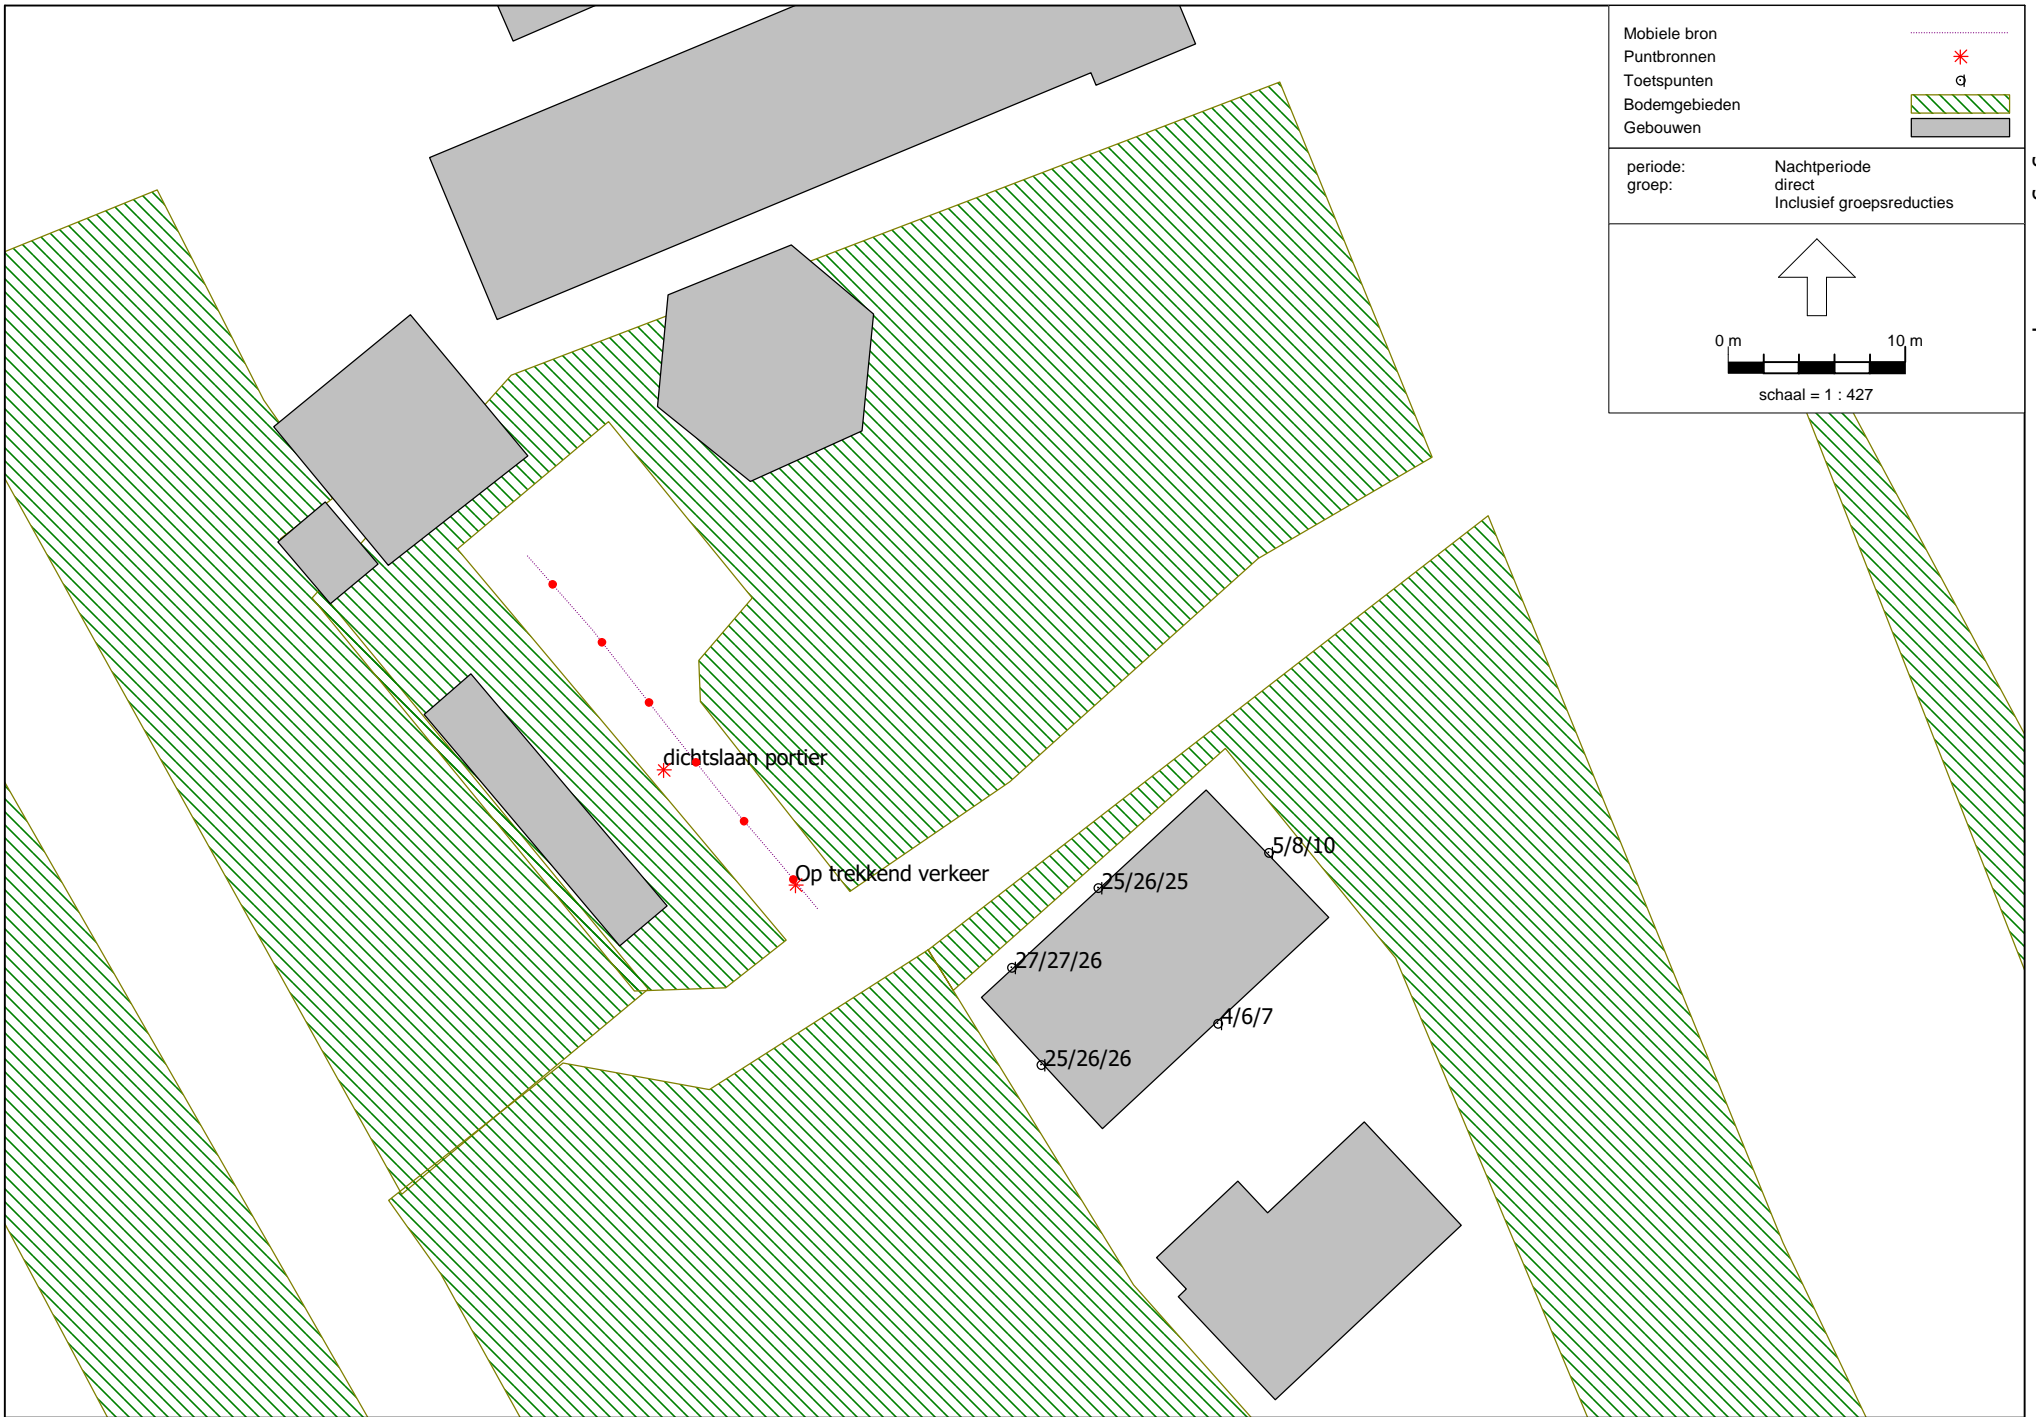 Mobiele bron
Puntbronnen
Toetspunten
Bodemgebieden
Gebouwen
periode: Nachtperiode
groep: direct
Inclusief groepsreducties
0 m 10 m
schaal = 1 : 427
dichtslaan portier
Op trekkend verkeer
5/8/10
25/26/25
27/27/26
4/6/7
25/26/26